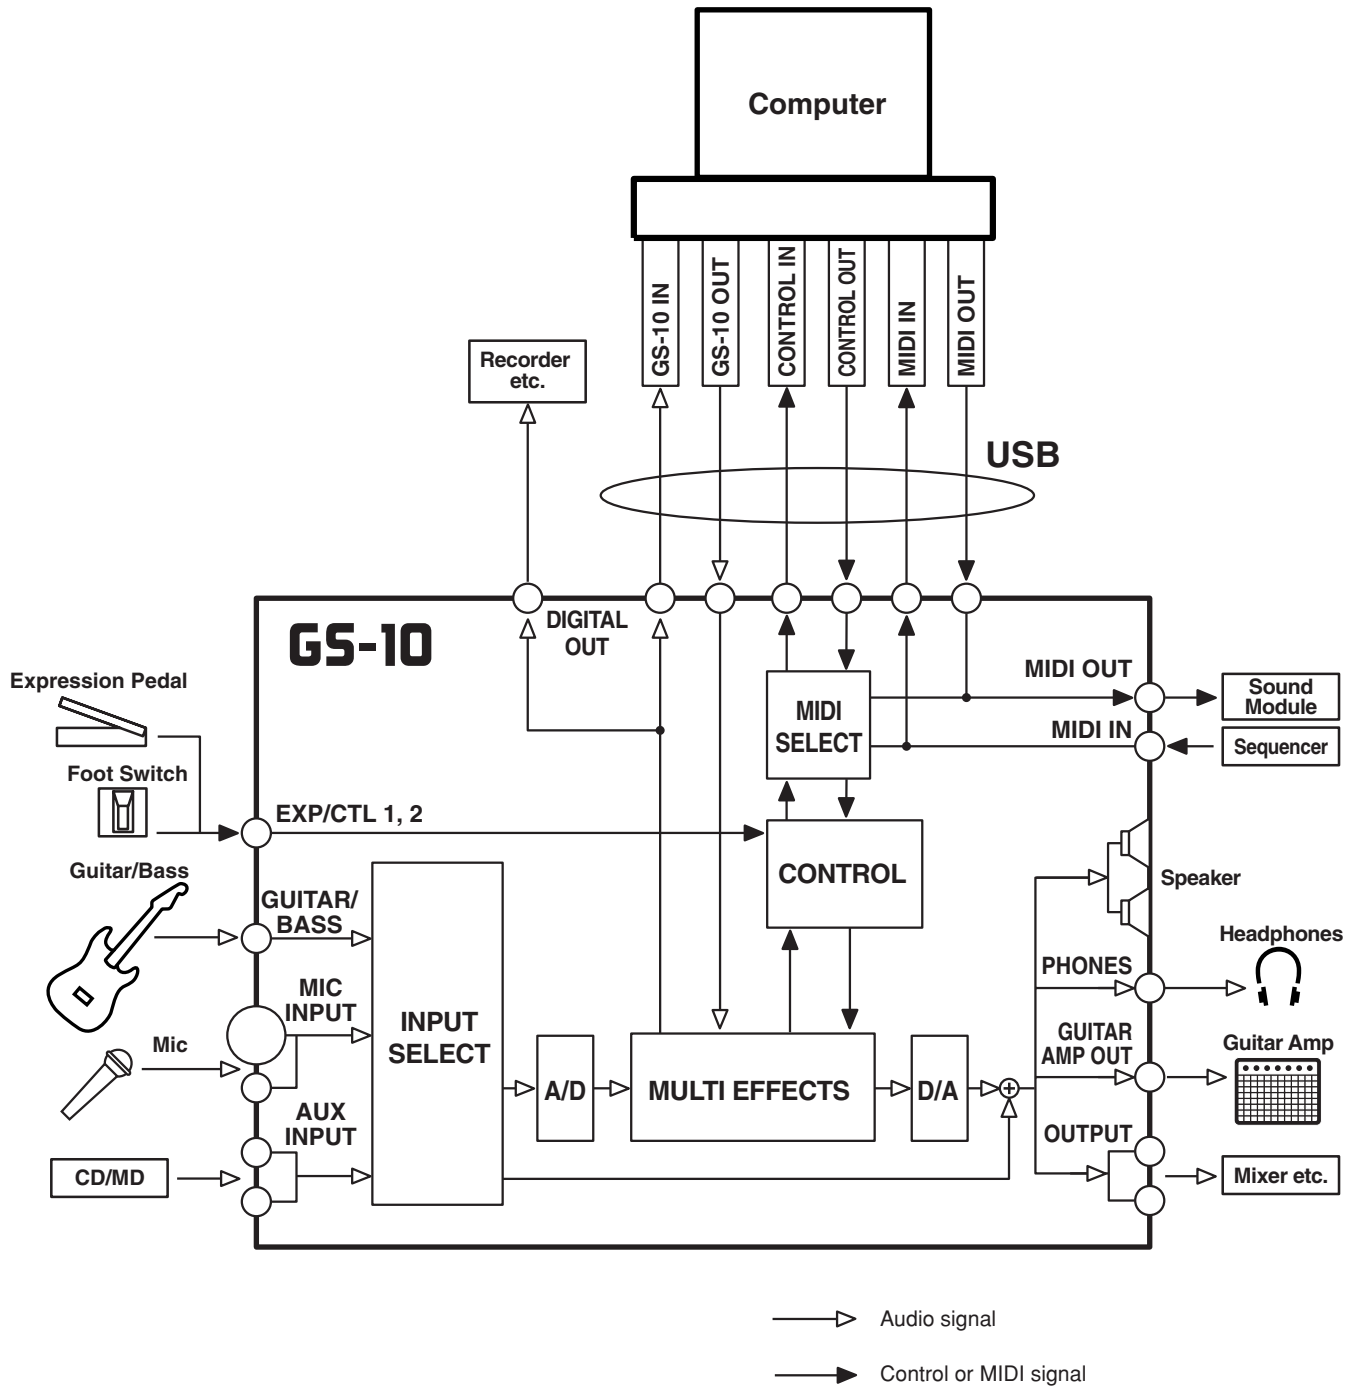 Computer
GS-10 IN
GS-10 OUT
CONTROL IN
CONTROL OUT
MIDI IN
MIDI OUT
Recorder
etc.
USB
DIGITAL
OUT
GS-10
Expression Pedal
MIDI OUT
Sound
Module
MIDI
SELECT
MIDI IN
Sequencer
Foot Switch
EXP/CTL 1, 2
CONTROL
Guitar/Bass
Speaker
GUITAR/
BASS
Headphones
PHONES
MIC
INPUT
INPUT
SELECT
GUITAR
AMP OUT
Guitar Amp
Mic
A/D
MULTI EFFECTS
D/A
AUX
INPUT
OUTPUT
CD/MD
Mixer etc.
Audio signal
Control or MIDI signal